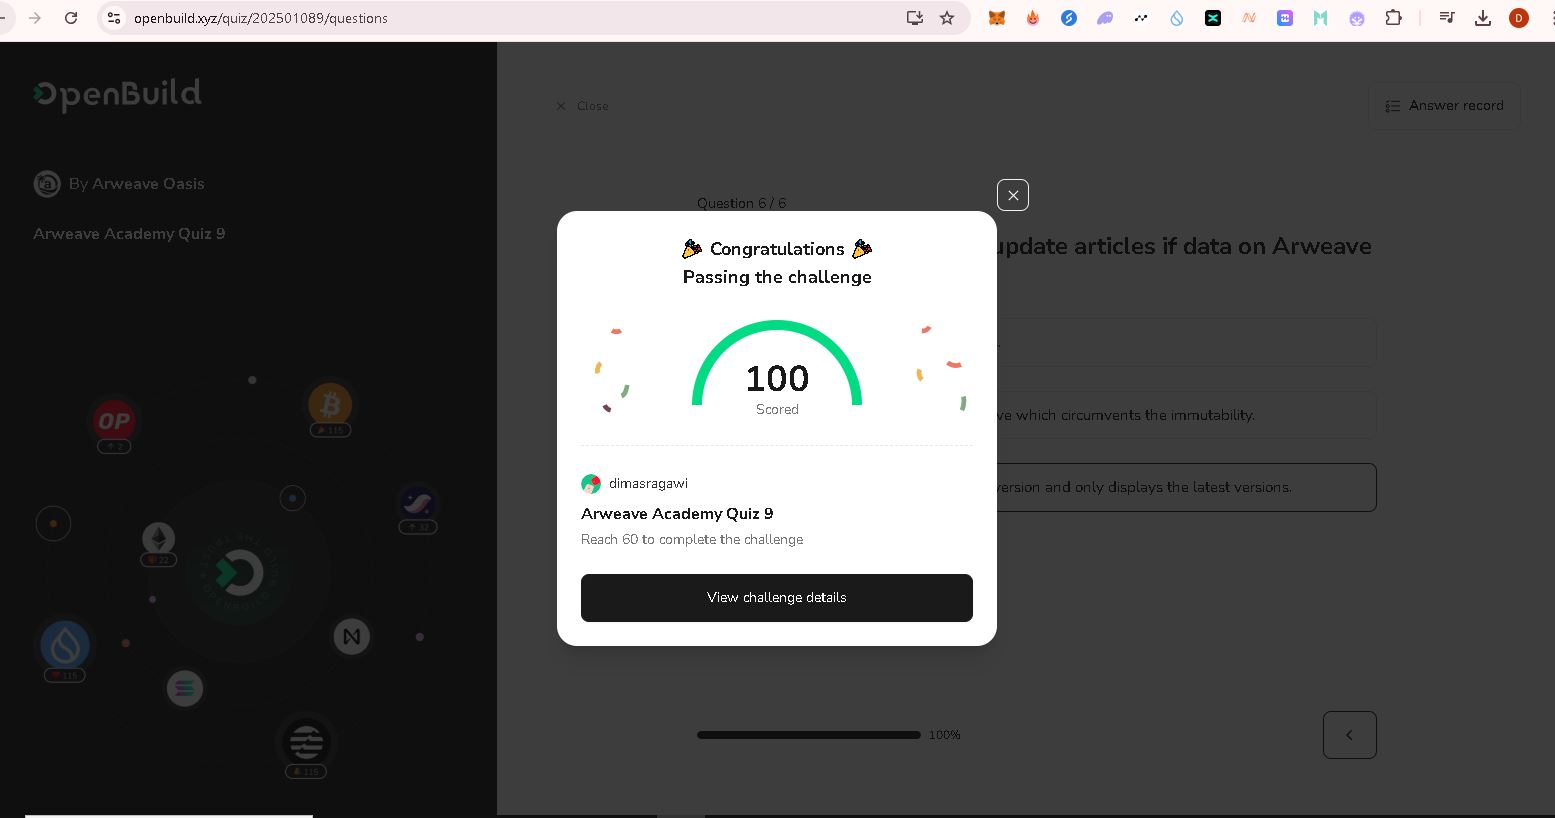 openbuild.xyz/quiz/202501089/questions
D
OpenBuild
Close
Answer record
By Arweave Oasis
Arweave Academy Quiz 9
Question 6 / 6
update articles if data on Arweave
ve which circumvents the immutability.
ersion and only displays the latest versions.
Congratulations
Passing the challenge
100
Scored
dimasragawi
Arweave Academy Quiz 9
Reach 60 to complete the challenge
View challenge details
100%
OP
2
115
32
22
115
115